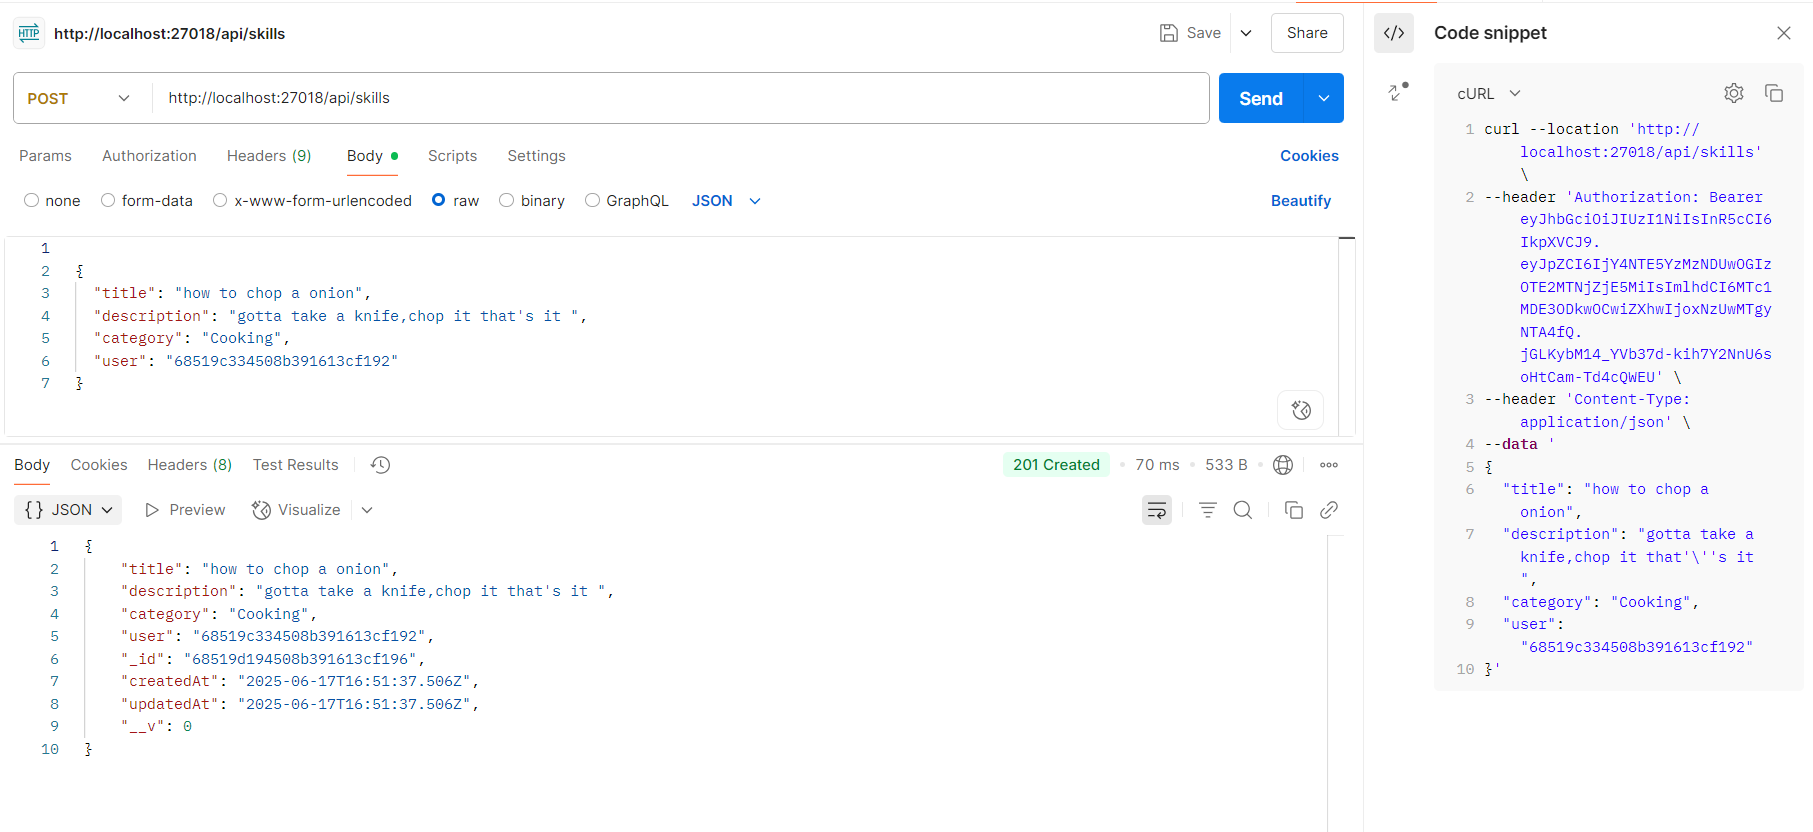 HTTP http://localhost:27018/api/skills Save Share
POST http://localhost:27018/api/skills Send
Params Authorization Headers (9) Body Scripts Settings Cookies
none form-data x-www-form-urlencoded raw binary GraphQL JSON Beautify
1
2 {
3 "title": "how to chop a onion",
4 "description": "gotta take a knife,chop it that's it ",
5 "category": "Cooking",
6 "user": "68519c334508b391613cf192"
7 }
Body Cookies Headers (8) Test Results 201 Created • 70 ms • 533 B •
{} JSON Preview Visualize
1 {
2 "title": "how to chop a onion",
3 "description": "gotta take a knife,chop it that's it ",
4 "category": "Cooking",
5 "user": "68519c334508b391613cf192",
6 "_id": "68519d194508b391613cf196",
7 "createdAt": "2025-06-17T16:51:37.506Z",
8 "updatedAt": "2025-06-17T16:51:37.506Z",
9 "__v": 0
10 }
</> Code snippet
cURL
1 curl --location 'http://
localhost:27018/api/skills'
\
2 --header 'Authorization: Bearer
eyJhbGciOiJIUzI1NiIsInR5cCI6
IkpXVCJ9.
eyJpZCI6IjY4NTE5YzMzNDUwOGIz
OTE2MTNjZjE5MiIsImlhdCI6MTc1
MDE3ODkwOCwiZXhwIjoxNzUwMTgy
NTA4fQ.
jGLKybM14_YVb37d-kih7Y2NnU6s
oHtCam-Td4cQWEU' \
3 --header 'Content-Type:
application/json' \
4 --data '
5 {
6 "title": "how to chop a
onion",
7 "description": "gotta take a
knife,chop it that'\''s it
",
8 "category": "Cooking",
9 "user":
"68519c334508b391613cf192"
10 }'